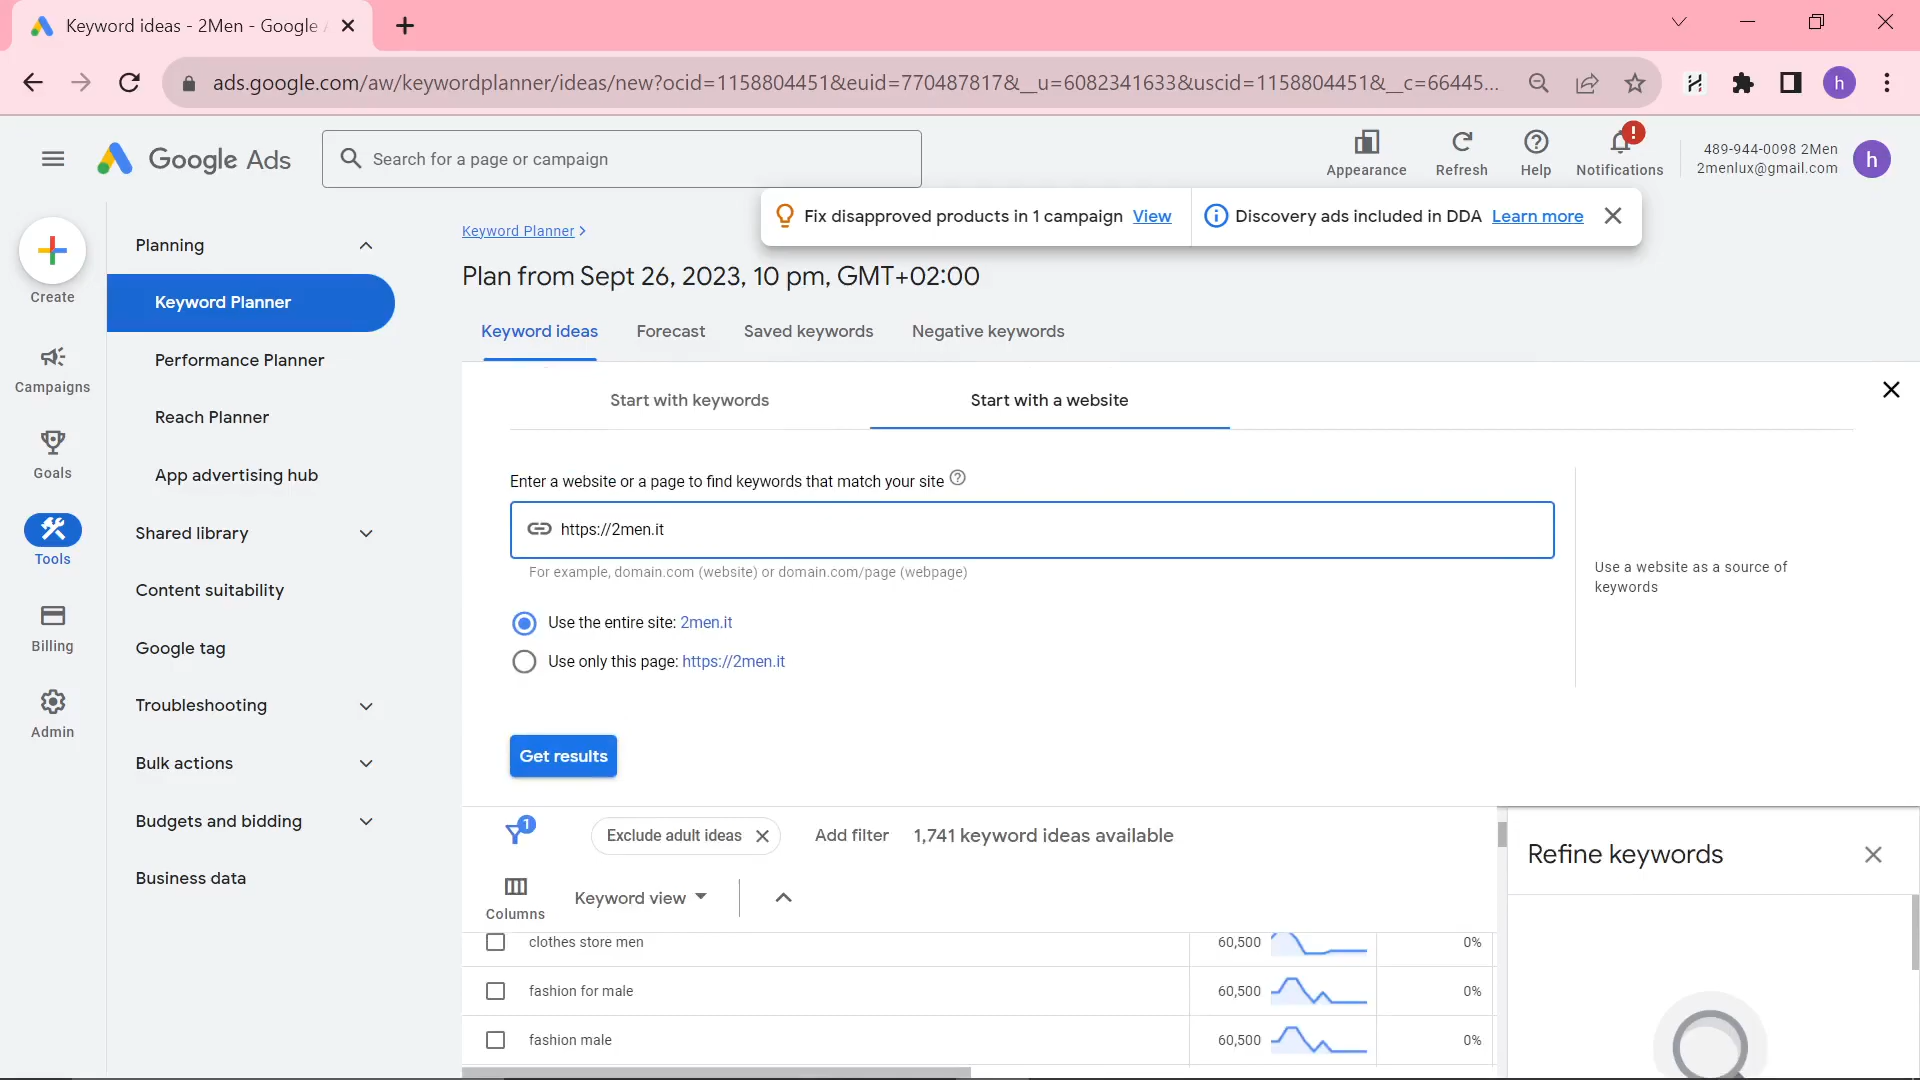 Keyword ideas - 2Men - Google
ads.google.com/aw/keywordplanner/ideas/new?ocid=1158804451&euid=770487817&__u=6082341633&uscid=1158804451&__c=66445...
h
Google Ads
Search for a page or campaign
Appearance
Refresh
Help
!
Notifications
489-944-0098 2Men
2menlux@gmail.com
h
Fix disapproved products in 1 campaign View
Discovery ads included in DDA Learn more
Create
Campaigns
Goals
Tools
Billing
Admin
Planning
Keyword Planner
Performance Planner
Reach Planner
App advertising hub
Shared library
Content suitability
Google tag
Troubleshooting
Bulk actions
Budgets and bidding
Business data
Keyword Planner >
Plan from Sept 26, 2023, 10 pm, GMT+02:00
Keyword ideas
Forecast
Saved keywords
Negative keywords
Start with keywords
Start with a website
Enter a website or a page to find keywords that match your site
https://2men.it
For example, domain.com (website) or domain.com/page (webpage)
Use the entire site: 2men.it
Use only this page: https://2men.it
Use a website as a source of
keywords
Get results
1
Exclude adult ideas
Add filter
1,741 keyword ideas available
Columns
Keyword view
clothes store men 60,500 0%
fashion for male 60,500 0%
fashion male 60,500 0%
Refine keywords